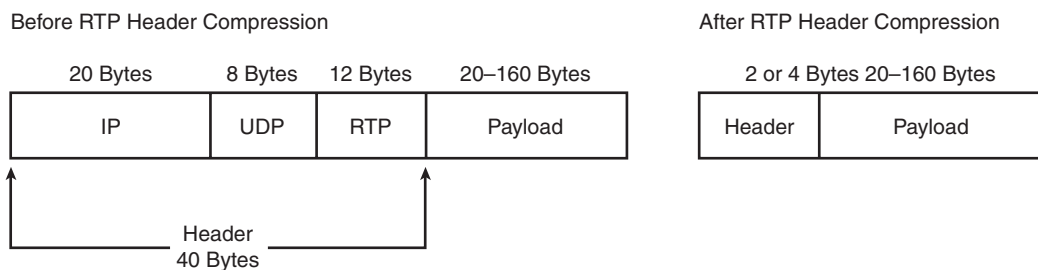 Before RTP Header Compression
After RTP Header Compression
20 Bytes
8 Bytes
12 Bytes
20–160 Bytes
2 or 4 Bytes 20–160 Bytes
IP
UDP
RTP
Payload
Header
Payload
Header
40 Bytes